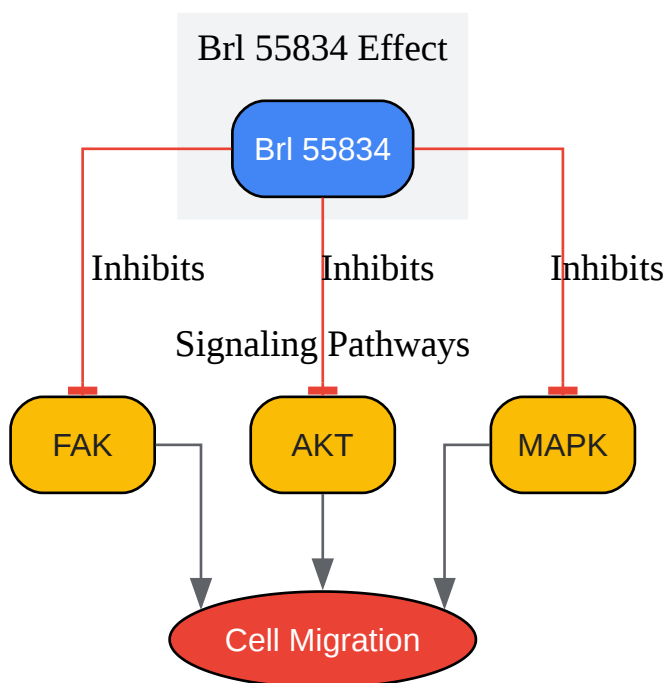 Brl 55834 Effect
Brl 55834
Inhibits Inhibits Inhibits
Signaling Pathways
FAK AKT MAPK
Cell Migration